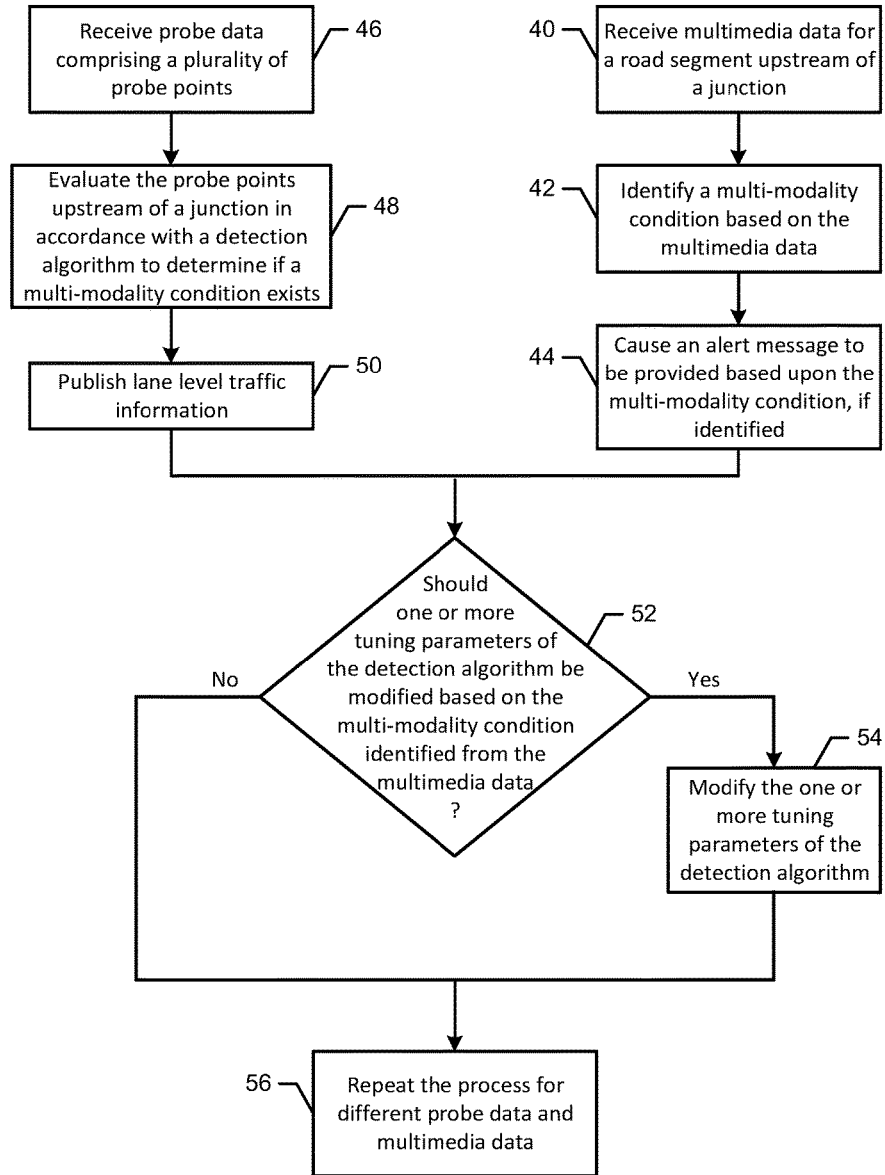 Receive probe data
comprising a plurality of
probe points
46
40
Receive multimedia data for
a road segment upstream of
a junction
Evaluate the probe points
upstream of a junction in
accordance with a detection
algorithm to determine if a
multi-modality condition exists
48
42
Identify a multi-modality
condition based on the
multimedia data
Publish lane level traffic
information
50
44
Cause an alert message to
be provided based upon the
multi-modality condition, if
identified
Should
one or more
tuning parameters of
the detection algorithm be
modified based on the
multi-modality condition
identified from the
multimedia data
?
52
No
Yes
54
Modify the one or
more tuning
parameters of the
detection algorithm
56
Repeat the process for
different probe data and
multimedia data